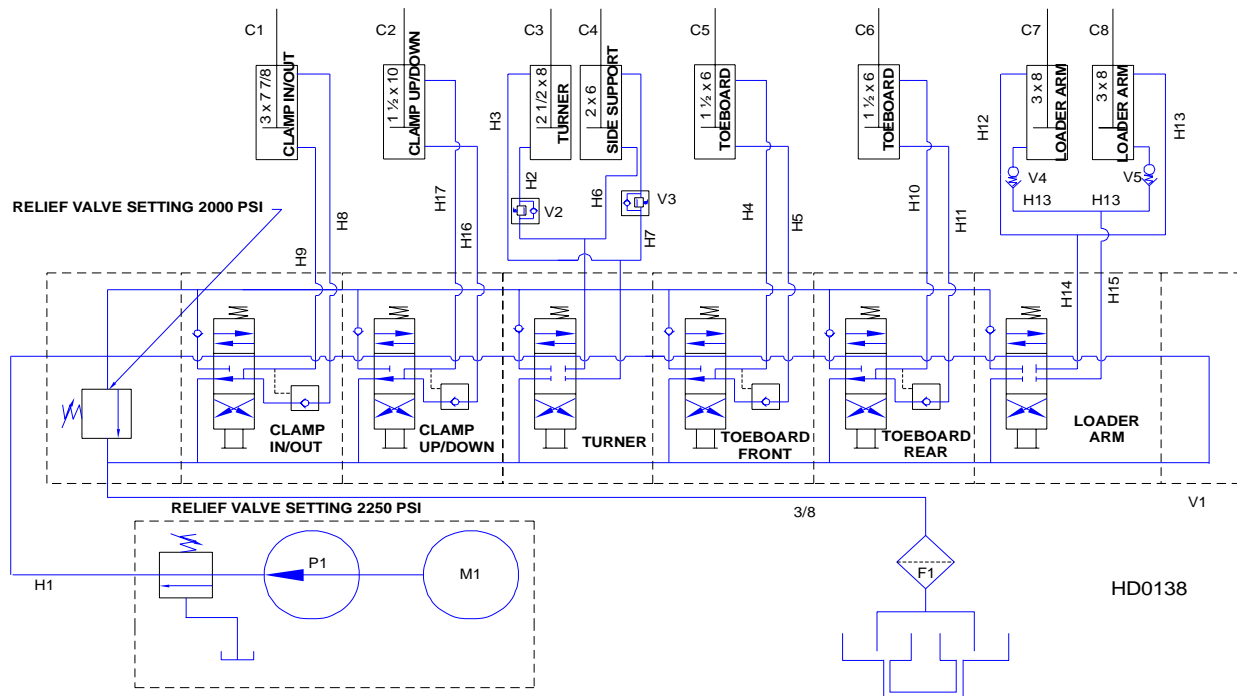 C1
C2
C3
C4
C5
C6
C7
C8
3 x 7 7/8
CLAMP IN/OUT
1 ½ x 10
CLAMP UP/DOWN
2 1/2 x 8
TURNER
2 x 6
SIDE SUPPORT
1 ½ x 6
TOEBOARD
1 ½ x 6
TOEBOARD
3 x 8
LOADER ARM
3 x 8
LOADER ARM
H3
H12
H13
H2
H17
H6
H4
H10
V4
V5
H8
H5
H11
H13
H13
RELIEF VALVE SETTING 2000 PSI
V2
V3
H9
H16
H7
H14
H15
CLAMP
IN/OUT
CLAMP
UP/DOWN
TURNER
TOEBOARD
FRONT
TOEBOARD
REAR
LOADER
ARM
RELIEF VALVE SETTING 2250 PSI
3/8
V1
H1
P1
M1
F1
HD0138